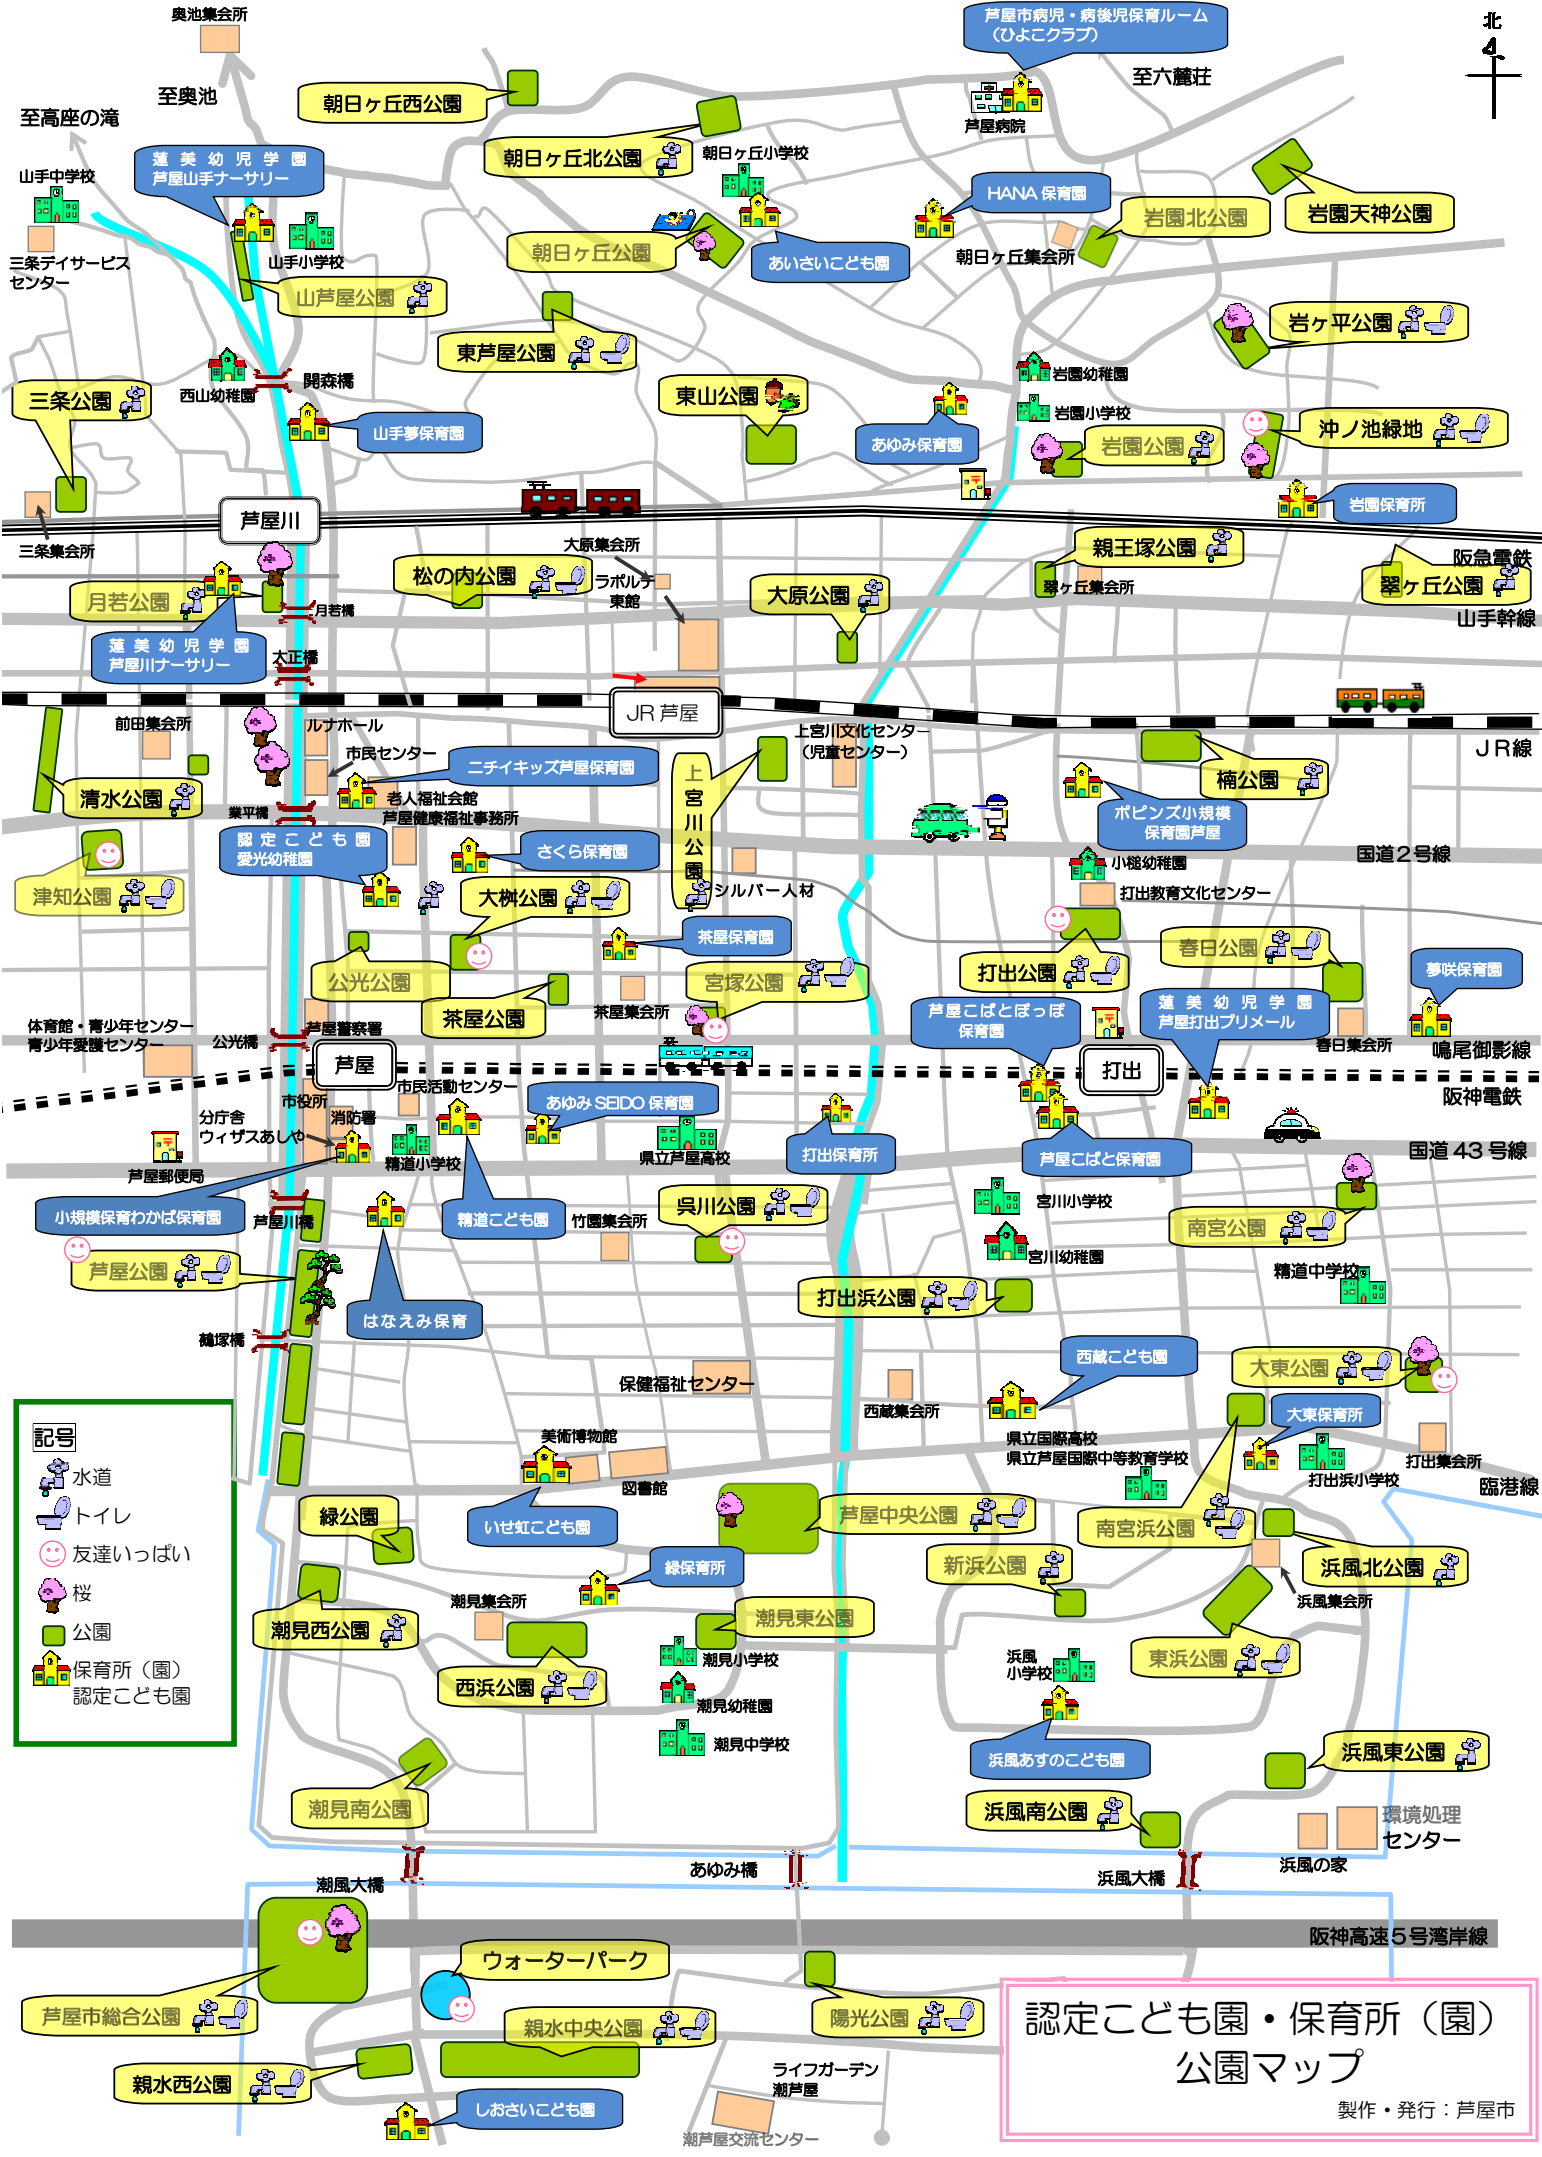 奥池集会所
芦屋市病児・病後児保育ルーム
（ひよこクラブ）
北
至奥池
至高座の滝
朝日ヶ丘西公園
至六麓荘
芦屋病院
山手中学校
蓮美幼児学園
芦屋山手ナーサリー
朝日ヶ丘北公園
朝日ヶ丘小学校
HANA保育園
岩園北公園
岩園天神公園
三条デイサービス
センター
山手小学校
朝日ヶ丘公園
あいさいこども園
朝日ヶ丘集会所
山芦屋公園
東芦屋公園
岩ヶ平公園
西山幼稚園
開森橋
三条公園
東山公園
岩園幼稚園
岩園小学校
山手夢保育園
あゆみ保育園
岩園公園
沖ノ池緑地
岩園保育所
芦屋川
三条集会所
大原集会所
ラポルテ
東館
親王塚公園
阪急電鉄
松の内公園
大原公園
翠ヶ丘集会所
翠ヶ丘公園
月若公園
月若橋
山手幹線
蓮美幼児学園
芦屋川ナーサリー
大正橋
JR芦屋
前田集会所
ルナホール
市民センター
上宮川文化センター
（児童センター）
ＪＲ線
清水公園
ニチイキッズ芦屋保育園
上宮川公園
楠公園
業平橋
老人福祉会館
芦屋健康福祉事務所
ポピンズ小規模
保育園芦屋
認定こども園
愛光幼稚園
さくら保育園
国道２号線
小槌幼稚園
津知公園
大桝公園
シルバー人材
打出教育文化センター
茶屋保育園
春日公園
公光公園
宮塚公園
打出公園
夢咲保育園
茶屋公園
茶屋集会所
芦屋こばとぽっぽ
保育園
蓮美幼児学園
芦屋打出プリメール
体育館・青少年センター
青少年愛護センター
公光橋
芦屋警察署
春日集会所
鳴尾御影線
芦屋
打出
市民活動センター
阪神電鉄
市役所
あゆみSEIDO保育園
分庁舎
ウィザスあしや
消防署
芦屋郵便局
精道小学校
県立芦屋高校
打出保育所
芦屋こばと保育園
国道43号線
小規模保育わかば保育園
芦屋川橋
精道こども園
竹園集会所
呉川公園
宮川小学校
南宮公園
宮川幼稚園
芦屋公園
精道中学校
はなえみ保育
打出浜公園
鵺塚橋
西蔵こども園
大東公園
保健福祉センター
西蔵集会所
大東保育所
記号
水道
トイレ
友達いっぱい
桜
公園
保育所（園）
認定こども園
美術博物館
図書館
県立国際高校
県立芦屋国際中等教育学校
打出浜小学校
打出集会所
臨港線
緑公園
いせ虹こども園
芦屋中央公園
南宮浜公園
緑保育所
新浜公園
浜風北公園
浜風集会所
潮見集会所
潮見西公園
潮見東公園
東浜公園
潮見小学校
浜風
小学校
西浜公園
潮見幼稚園
潮見中学校
浜風あすのこども園
浜風東公園
潮見南公園
浜風南公園
環境処理
センター
浜風の家
あゆみ橋
浜風大橋
潮風大橋
阪神高速５号湾岸線
ウォーターパーク
芦屋市総合公園
親水中央公園
陽光公園
親水西公園
ライフガーデン
潮芦屋
しおさいこども園
潮芦屋交流センター
認定こども園・保育所（園）
公園マップ
製作・発行：芦屋市